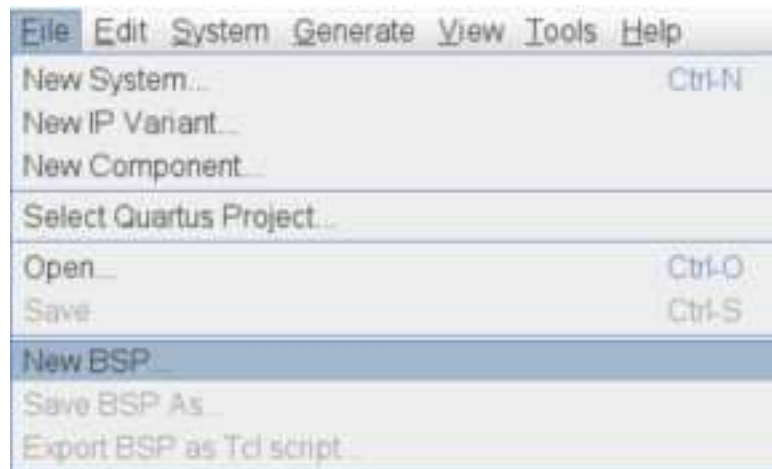 File Edit System Generate View Tools Help
New System... Ctrl-N
New IP Variant...
New Component...
Select Quartus Project...
Open... Ctrl-O
Save Ctrl-S
New BSP...
Save BSP As...
Export BSP as Tcl script...